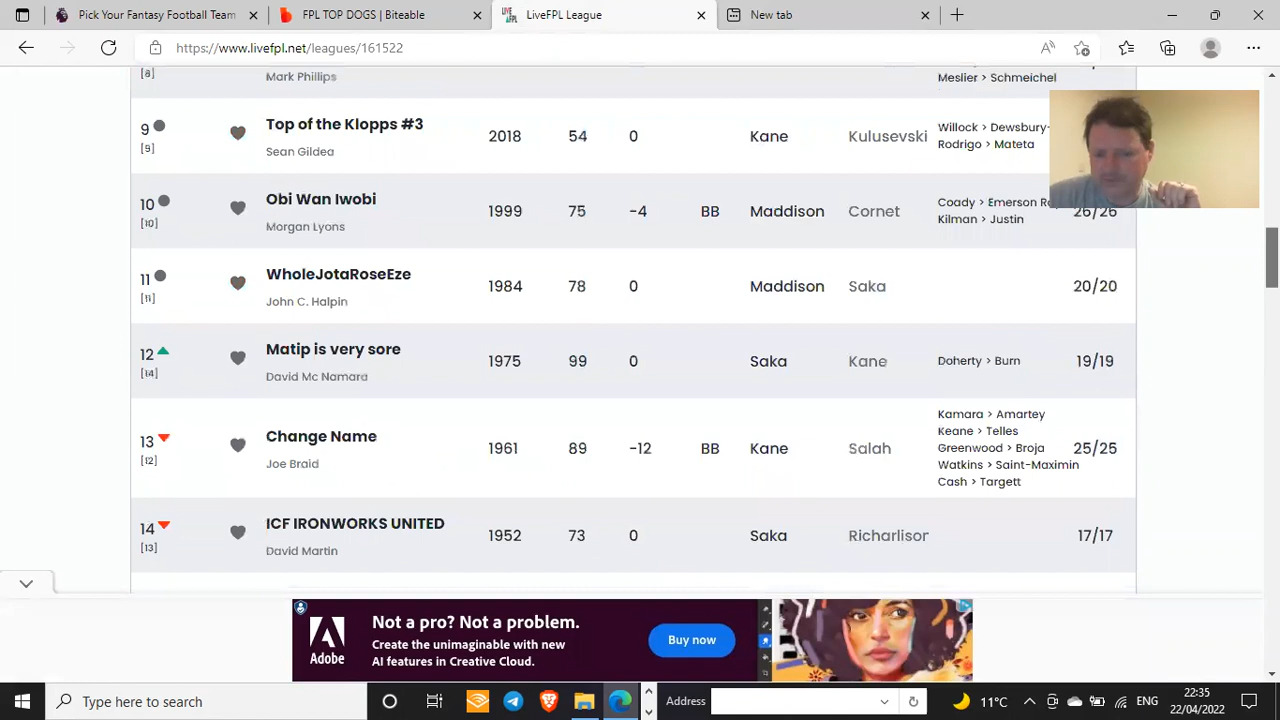 Pick Your Fantasy Football Team
FPL TOP DOGS | Biteable
LiveFPL League
New tab
https://www.livefpl.net/leagues/161522
[8]
Mark Phillips
Meslier > Schmeichel
9
[9]
Top of the Klopps #3
Sean Gildea
2018 54 0 Kane Kulusevski
Willock > Dewsbury-
Rodrigo > Mateta
10
[10]
Obi Wan Iwobi
Morgan Lyons
1999 75 -4 BB Maddison Cornet
Coady > Emerson Ro
Kilman > Justin
26/26
11
[11]
WholeJotaRoseEze
John C. Halpin
1984 78 0 Maddison Saka
20/20
12
[14]
Matip is very sore
David Mc Namara
1975 99 0 Saka Kane
Doherty > Burn
19/19
13
[12]
Change Name
Joe Braid
1961 89 -12 BB Kane Salah
Kamara > Amartey
Keane > Telles
Greenwood > Broja
Watkins > Saint-Maximin
Cash > Targett
25/25
14
[13]
ICF IRONWORKS UNITED
David Martin
1952 73 0 Saka Richarlison
17/17
Adobe
Not a pro? Not a problem.
Create the unimaginable with new
AI features in Creative Cloud.
Buy now
Type here to search
Address
11°C
ENG
22:35
22/04/2022